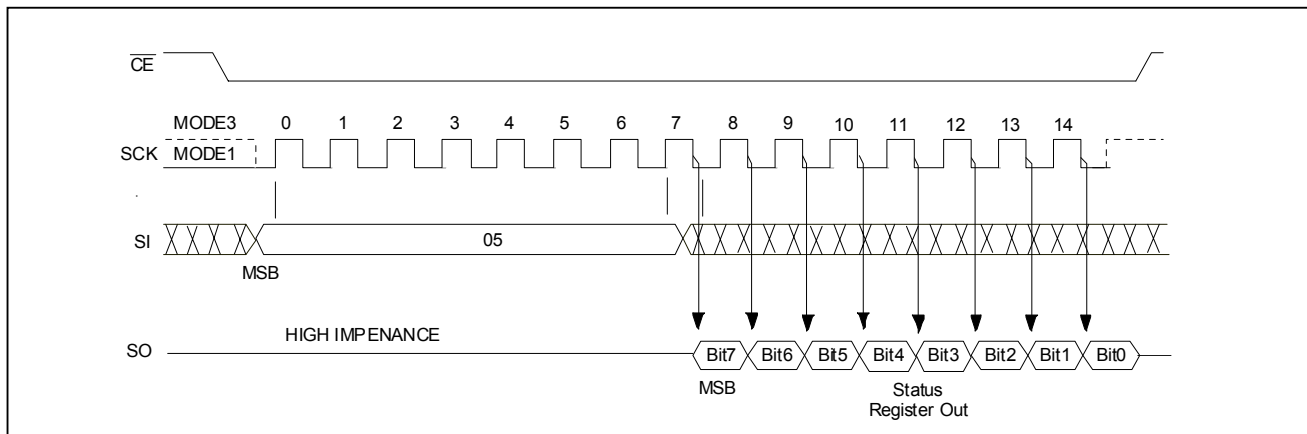 CE
MODE3 0 1 2 3 4 5 6 7 8 9 10 11 12 13 14
SCK MODE1
SI 05
MSB
HIGH IMPENANCE
SO Bit7 Bit6 Bit5 Bit4 Bit3 Bit2 Bit1 Bit0
MSB Status
Register Out